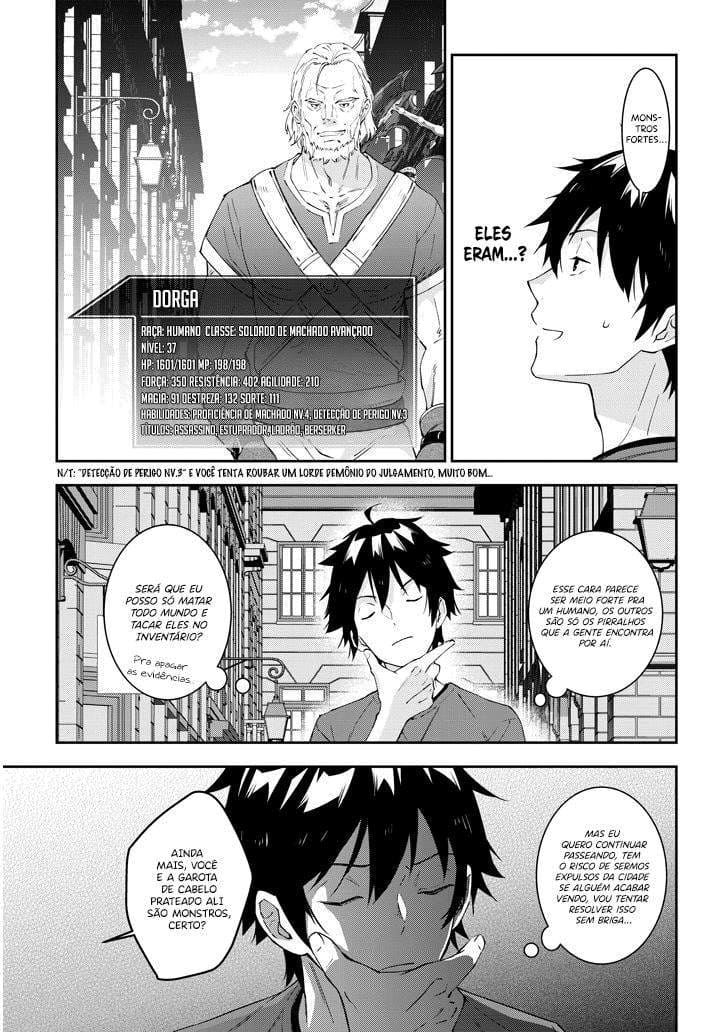 MONS-
TROS
FORTES...
ELES
ERAM...?
DORGA
RAÇA: HUMANO CLASSE: SOLDADO DE MACHADO AVANÇADO
NÍVEL: 37
HP: 1601/1601 MP: 198/198
FORÇA: 350 RESISTÊNCIA: 402 AGILIDADE: 210
MAGIA: 91 DESTREZA: 132 SORTE: 111
HABILIDADES: PROFICIÊNCIA DE MACHADO NV.4, DETECÇÃO DE PERIGO NV.3
TÍTULOS: ASSASSINO, ESTUPRADOR, LADRÃO, BERSERKER
N/T: "DETECÇÃO DE PERIGO NV.3" E VOCÊ TENTA ROUBAR UM LORDE DEMÔNIO DO JULGAMENTO, MUITO BOM...
ESSE CARA PARECE
SER MEIO FORTE PRA
UM HUMANO, OS OUTROS
SÃO SÓ OS PIRRALHOS
QUE A GENTE ENCONTRA
POR AÍ.
SERÁ QUE EU
POSSO SÓ MATAR
TODO MUNDO E
TACAR ELES NO
INVENTÁRIO?
Pra apagar
as evidências.
MAS EU
QUERO CONTINUAR
PASSEANDO, TEM
O RISCO DE SERMOS
EXPULSOS DA CIDADE
SE ALGUÉM ACABAR
VENDO, VOU TENTAR
RESOLVER ISSO
SEM BRIGA...
AINDA
MAIS, VOCÊ
E A GAROTA
DE CABELO
PRATEADO ALI
SÃO MONSTROS,
CERTO?